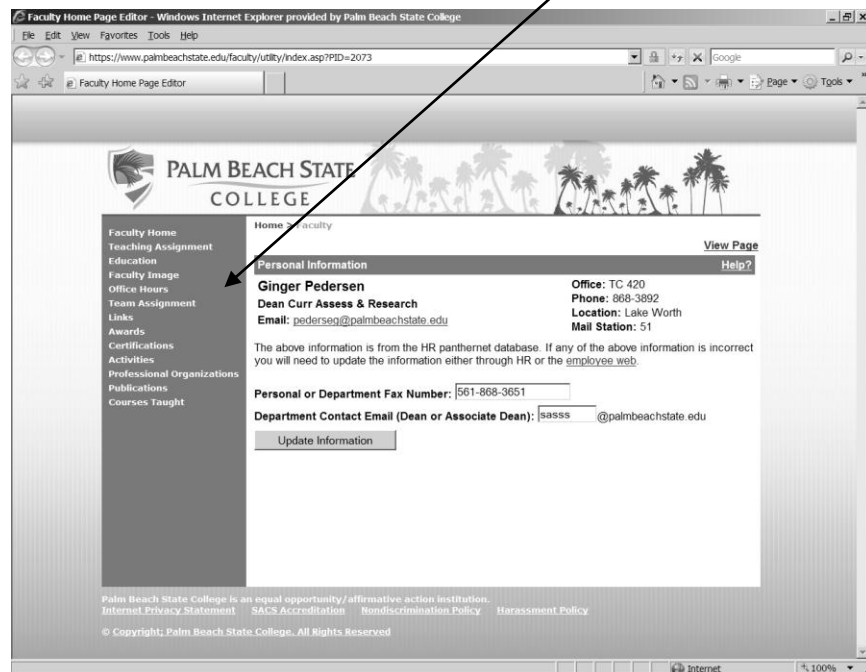 Faculty Home Page Editor - Windows Internet Explorer provided by Palm Beach State College
File Edit View Favorites Tools Help
https://www.palmbeachstate.edu/faculty/utility/index.asp?PID=2073
Google
Faculty Home Page Editor
Page Tools
PALM BEACH STATE
COLLEGE
Faculty Home
Teaching Assignment
Education
Faculty Image
Office Hours
Team Assignment
Links
Awards
Certifications
Activities
Professional Organizations
Publications
Courses Taught
Home > Faculty
View Page
Personal Information Help?
Ginger Pedersen
Dean Curr Assess & Research
Email: pederseg@palmbeachstate.edu
Office: TC 420
Phone: 868-3892
Location: Lake Worth
Mail Station: 51
The above information is from the HR panthernet database. If any of the above information is incorrect
you will need to update the information either through HR or the employee web.
Personal or Department Fax Number: 561-868-3651
Department Contact Email (Dean or Associate Dean): sasss @palmbeachstate.edu
Update Information
Palm Beach State College is an equal opportunity/affirmative action institution.
Internet Privacy Statement SACS Accreditation Nondiscrimination Policy Harassment Policy
© Copyright; Palm Beach State College. All Rights Reserved
Internet 100%